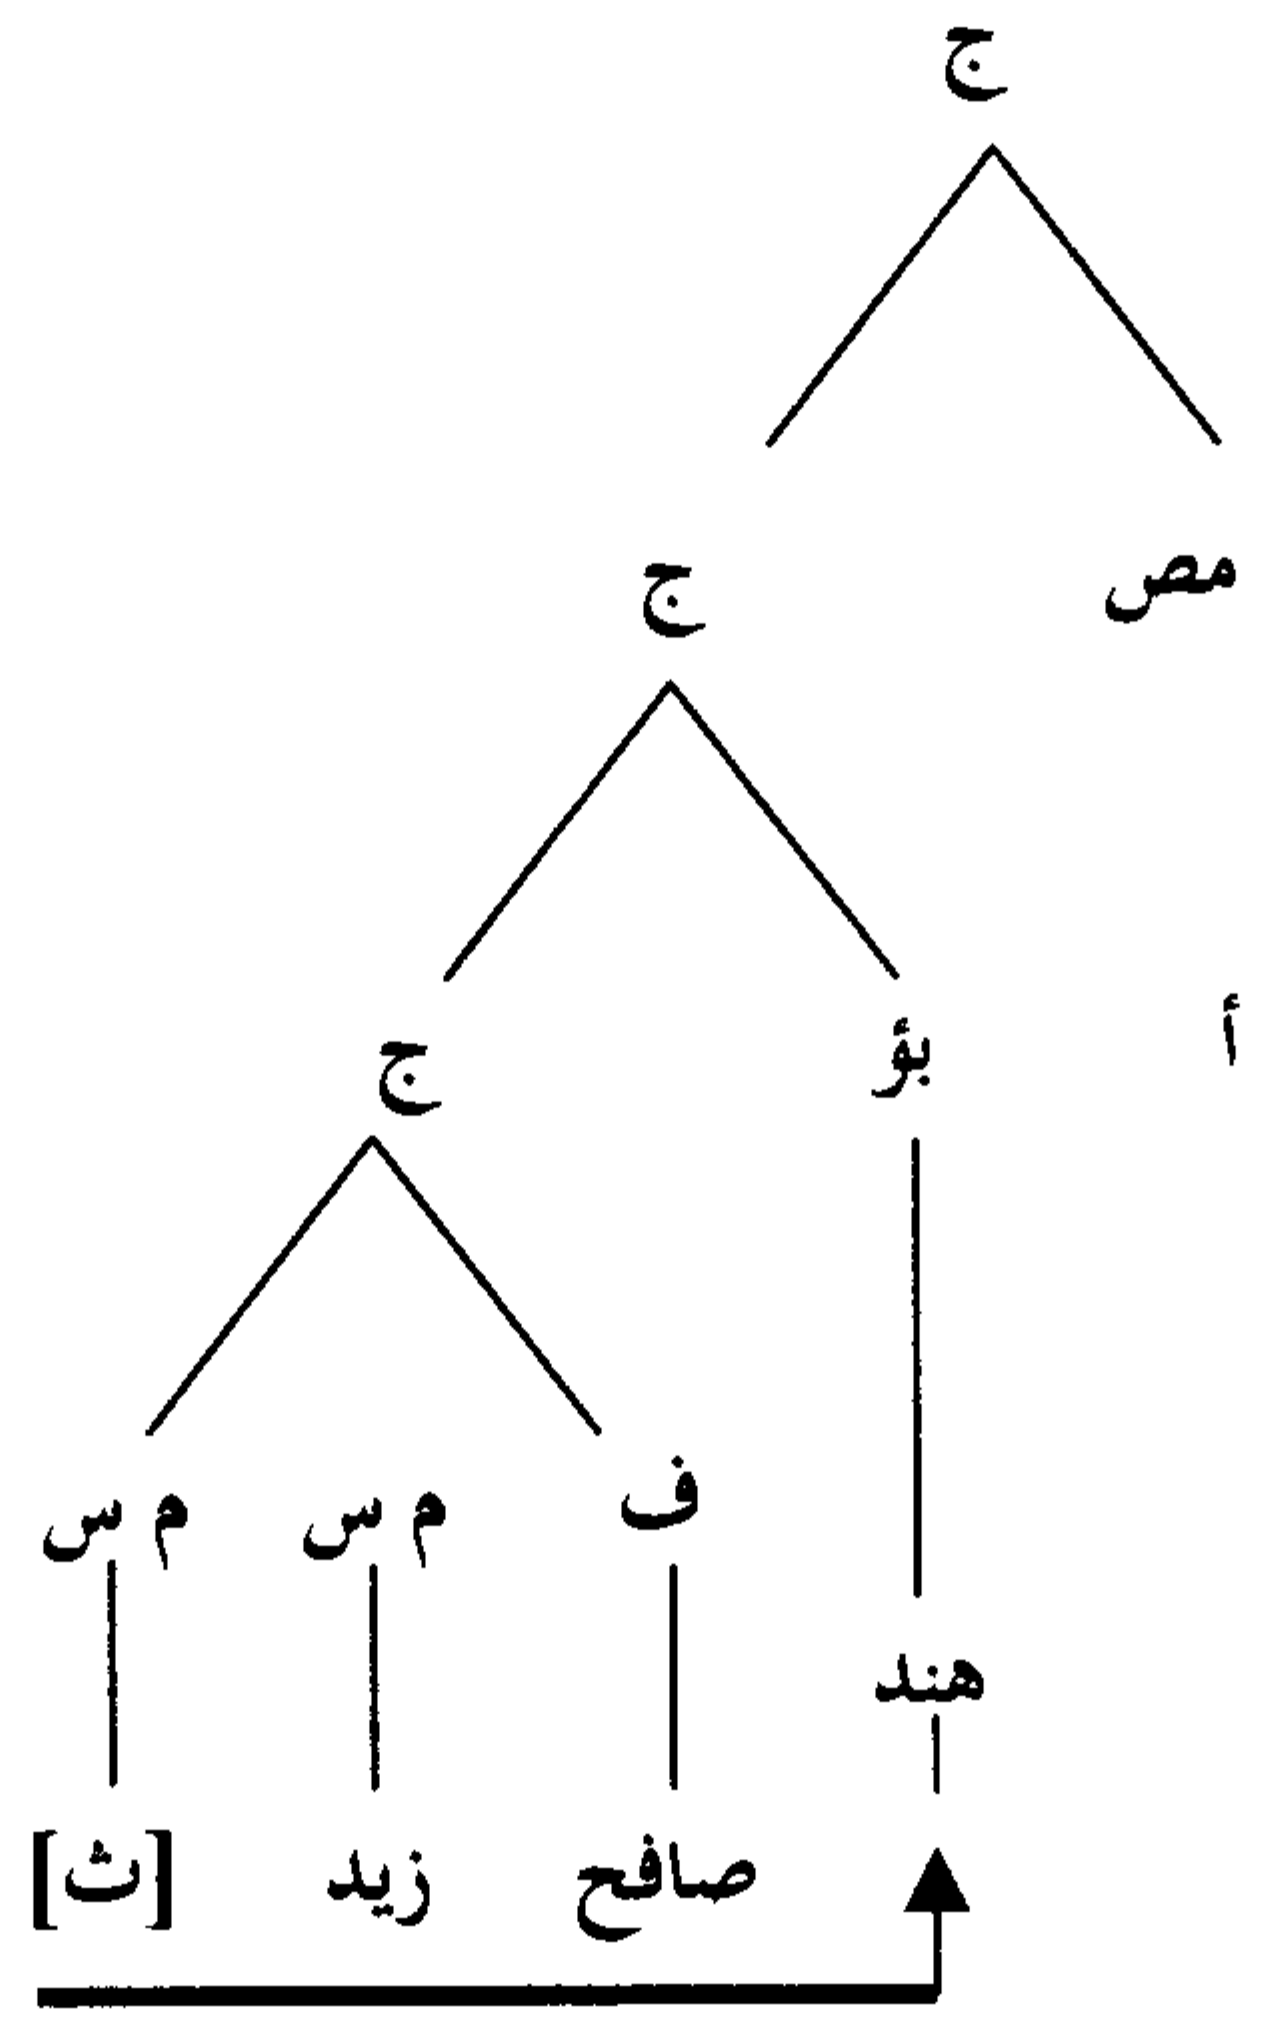 ج
ج مص
ج بؤ أ
ف م س م س
هند
صافح زيد [ث]